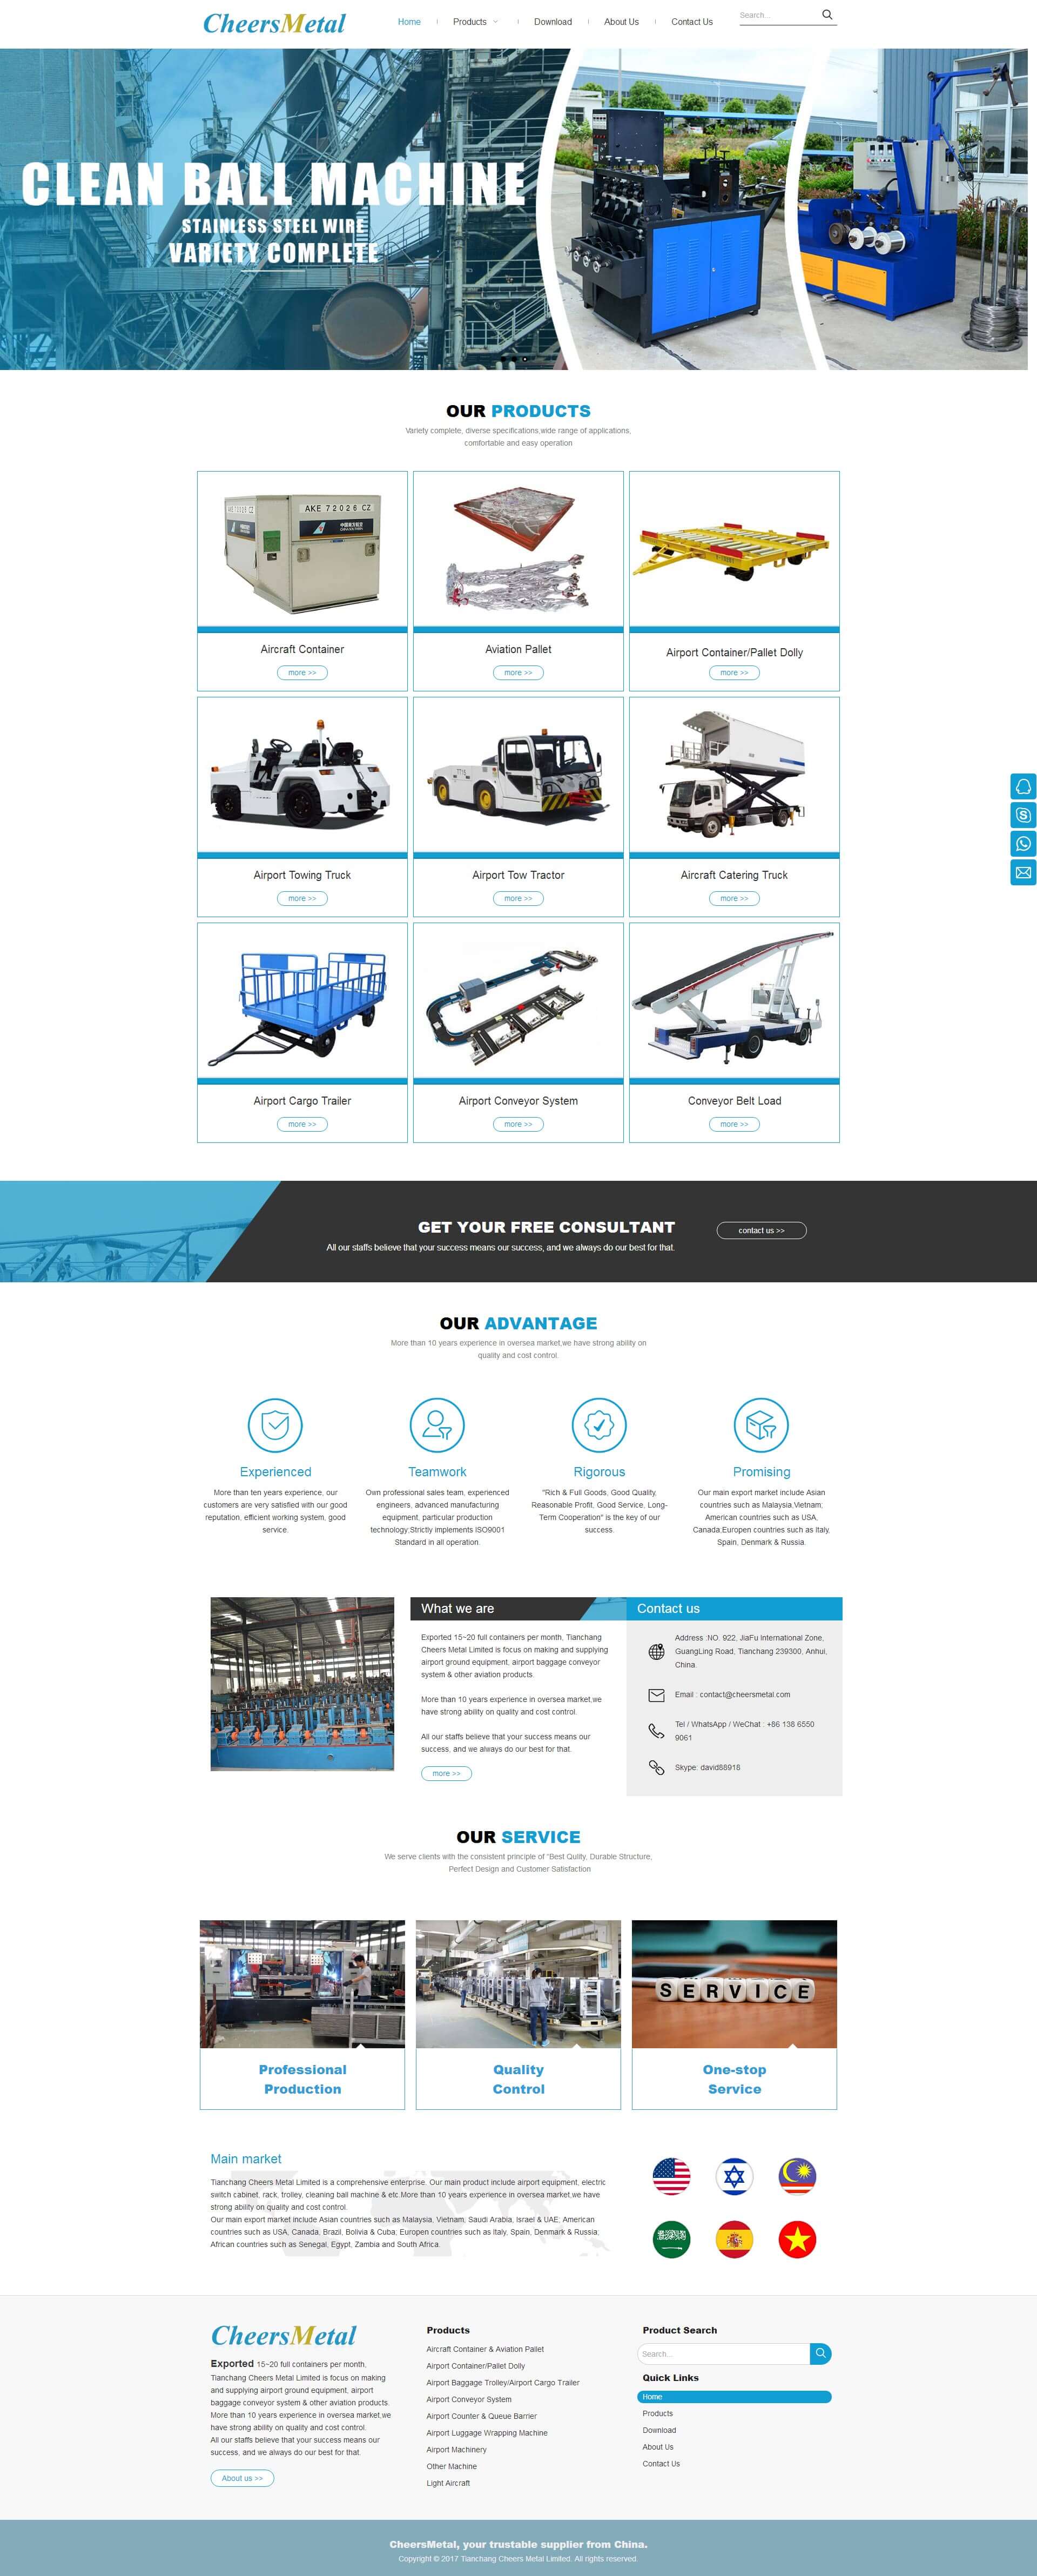 CheersMetal
Home
Products
Download
About Us
Contact Us
Search...
CLEAN BALL MACHINE
STAINLESS STEEL WIRE
VARIETY COMPLETE
OUR PRODUCTS
Variety complete, diverse specifications,wide range of applications,
comfortable and easy operation
AKE 72026 CZ
中国南方航空
Aircraft Container
more >>
Aviation Pallet
more >>
Airport Container/Pallet Dolly
more >>
Airport Towing Truck
more >>
Airport Tow Tractor
more >>
Aircraft Catering Truck
more >>
Airport Cargo Trailer
more >>
Airport Conveyor System
more >>
Conveyor Belt Load
more >>
GET YOUR FREE CONSULTANT
All our staffs believe that your success means our success, and we always do our best for that.
contact us >>
OUR ADVANTAGE
More than 10 years experience in oversea market,we have strong ability on
quality and cost control.
Experienced
More than ten years experience, our
customers are very satisfied with our good
reputation, efficient working system, good
service.
Teamwork
Own professional sales team, experienced
engineers, advanced manufacturing
equipment, particular production
technology;Strictly implements ISO9001
Standard in all operation.
Rigorous
"Rich & Full Goods, Good Quality,
Reasonable Profit, Good Service, Long-
Term Cooperation" is the key of our
success.
Promising
Our main export market include Asian
countries such as Malaysia,Vietnam;
American countries such as USA,
Canada;Europen countries such as Italy,
Spain, Denmark & Russia.
What we are
Exported 15~20 full containers per month, Tianchang
Cheers Metal Limited is focus on making and supplying
airport ground equipment, airport baggage conveyor
system & other aviation products.
More than 10 years experience in oversea market,we
have strong ability on quality and cost control.
All our staffs believe that your success means our
success, and we always do our best for that.
more >>
Contact us
Address :NO. 922, JiaFu International Zone,
GuangLing Road, Tianchang 239300, Anhui,
China.
Email : contact@cheersmetal.com
Tel / WhatsApp / WeChat : +86 138 6550
9061
Skype: david88918
OUR SERVICE
We serve clients with the consistent principle of "Best Qulity, Durable Structure,
Perfect Design and Customer Satisfaction
SERVICE
Professional
Production
Quality
Control
One-stop
Service
Main market
Tianchang Cheers Metal Limited is a comprehensive enterprise. Our main product include airport equipment, electric
switch cabinet, rack, trolley, cleaning ball machine & etc.More than 10 years experience in oversea market,we have
strong ability on quality and cost control.
Our main export market include Asian countries such as Malaysia, Vietnam, Saudi Arabia, Israel & UAE; American
countries such as USA, Canada, Brazil, Bolivia & Cuba; Europen countries such as Italy, Spain, Denmark & Russia;
African countries such as Senegal, Egypt, Zambia and South Africa.
CheersMetal
Exported 15~20 full containers per month,
Tianchang Cheers Metal Limited is focus on making
and supplying airport ground equipment, airport
baggage conveyor system & other aviation products.
More than 10 years experience in oversea market,we
have strong ability on quality and cost control.
All our staffs believe that your success means our
success, and we always do our best for that.
About us >>
Products
Aircraft Container & Aviation Pallet
Airport Container/Pallet Dolly
Airport Baggage Trolley/Airport Cargo Trailer
Airport Conveyor System
Airport Counter & Queue Barrier
Airport Luggage Wrapping Machine
Airport Machinery
Other Machine
Light Aircraft
Product Search
Search...
Quick Links
Home
Products
Download
About Us
Contact Us
CheersMetal, your trustable supplier from China.
Copyright © 2017 Tianchang Cheers Metal Limited. All rights reserved.